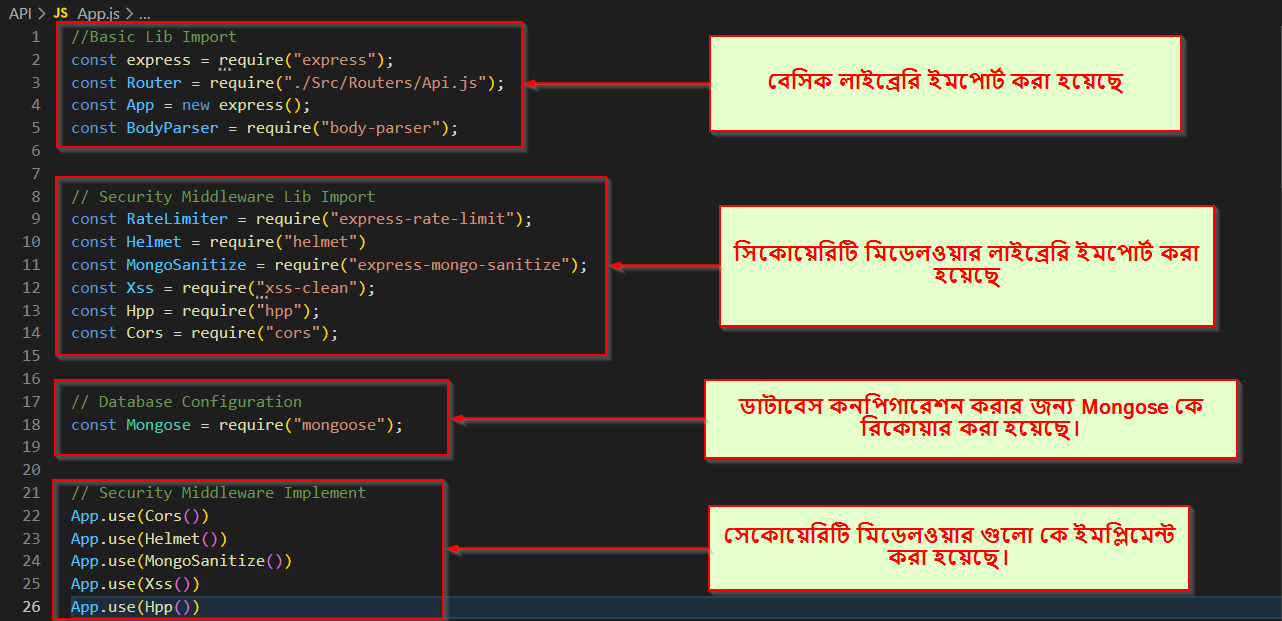 API > JS App.js > ...
1 //Basic Lib Import
2 const express = require("express");
3 const Router = require("./Src/Routers/Api.js");
4 const App = new express();
5 const BodyParser = require("body-parser");
6
7
8 // Security Middleware Lib Import
9 const RateLimiter = require("express-rate-limit");
10 const Helmet = require("helmet")
11 const MongoSanitize = require("express-mongo-sanitize");
12 const Xss = require("xss-clean");
13 const Hpp = require("hpp");
14 const Cors = require("cors");
15
16
17 // Database Configuration
18 const Mongose = require("mongoose");
19
20
21 // Security Middleware Implement
22 App.use(Cors())
23 App.use(Helmet())
24 App.use(MongoSanitize())
25 App.use(Xss())
26 App.use(Hpp())
বেসিক লাইব্রেরি ইমপোর্ট করা হয়েছে
সিকোয়েরিটি মিডেলওয়ার লাইব্রেরি ইমপোর্ট করা
হয়েছে
ডাটাবেস কনপিগারেশন করার জন্য Mongose কে
রিকোয়ার করা হয়েছে।
সেকোয়েরিটি মিডেলওয়ার গুলো কে ইমপ্লিমেন্ট
করা হয়েছে।